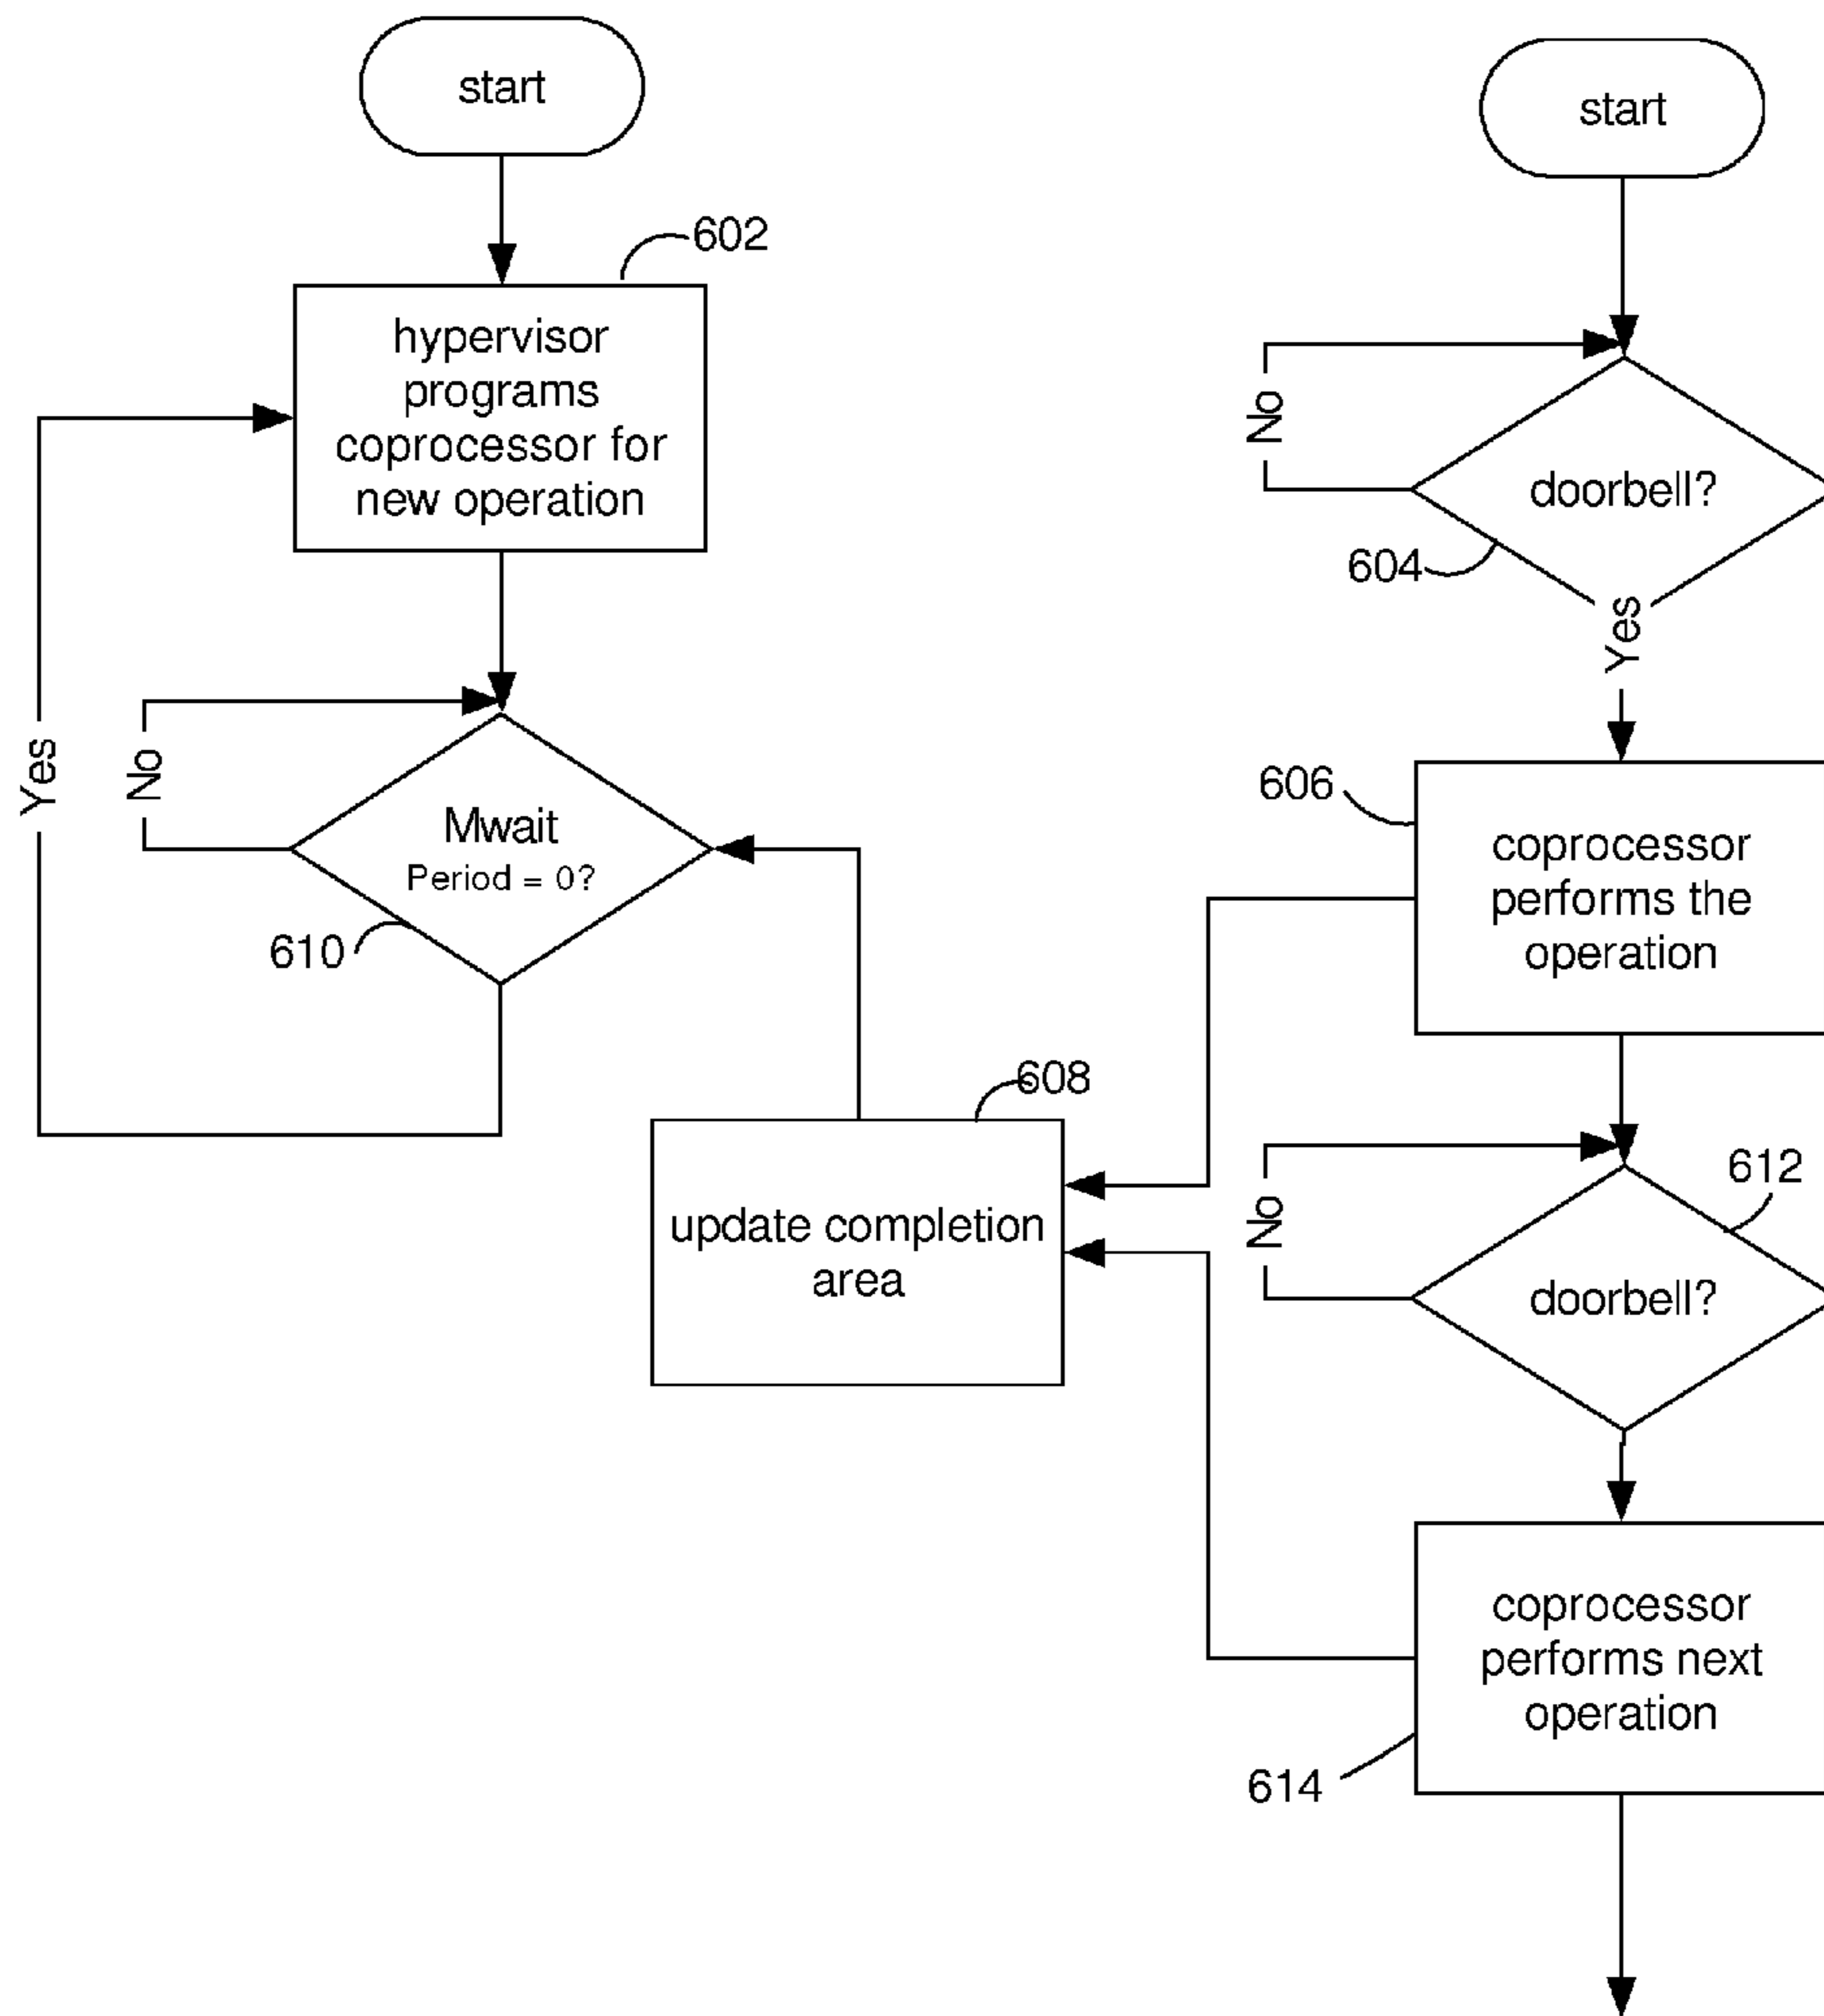 start
602
hypervisor
programs
coprocessor for
new operation
Yes
No
Mwait
Period = 0?
610
608
update completion
area
start
No
doorbell?
604
Yes
606
coprocessor
performs the
operation
612
No
doorbell?
coprocessor
performs next
operation
614